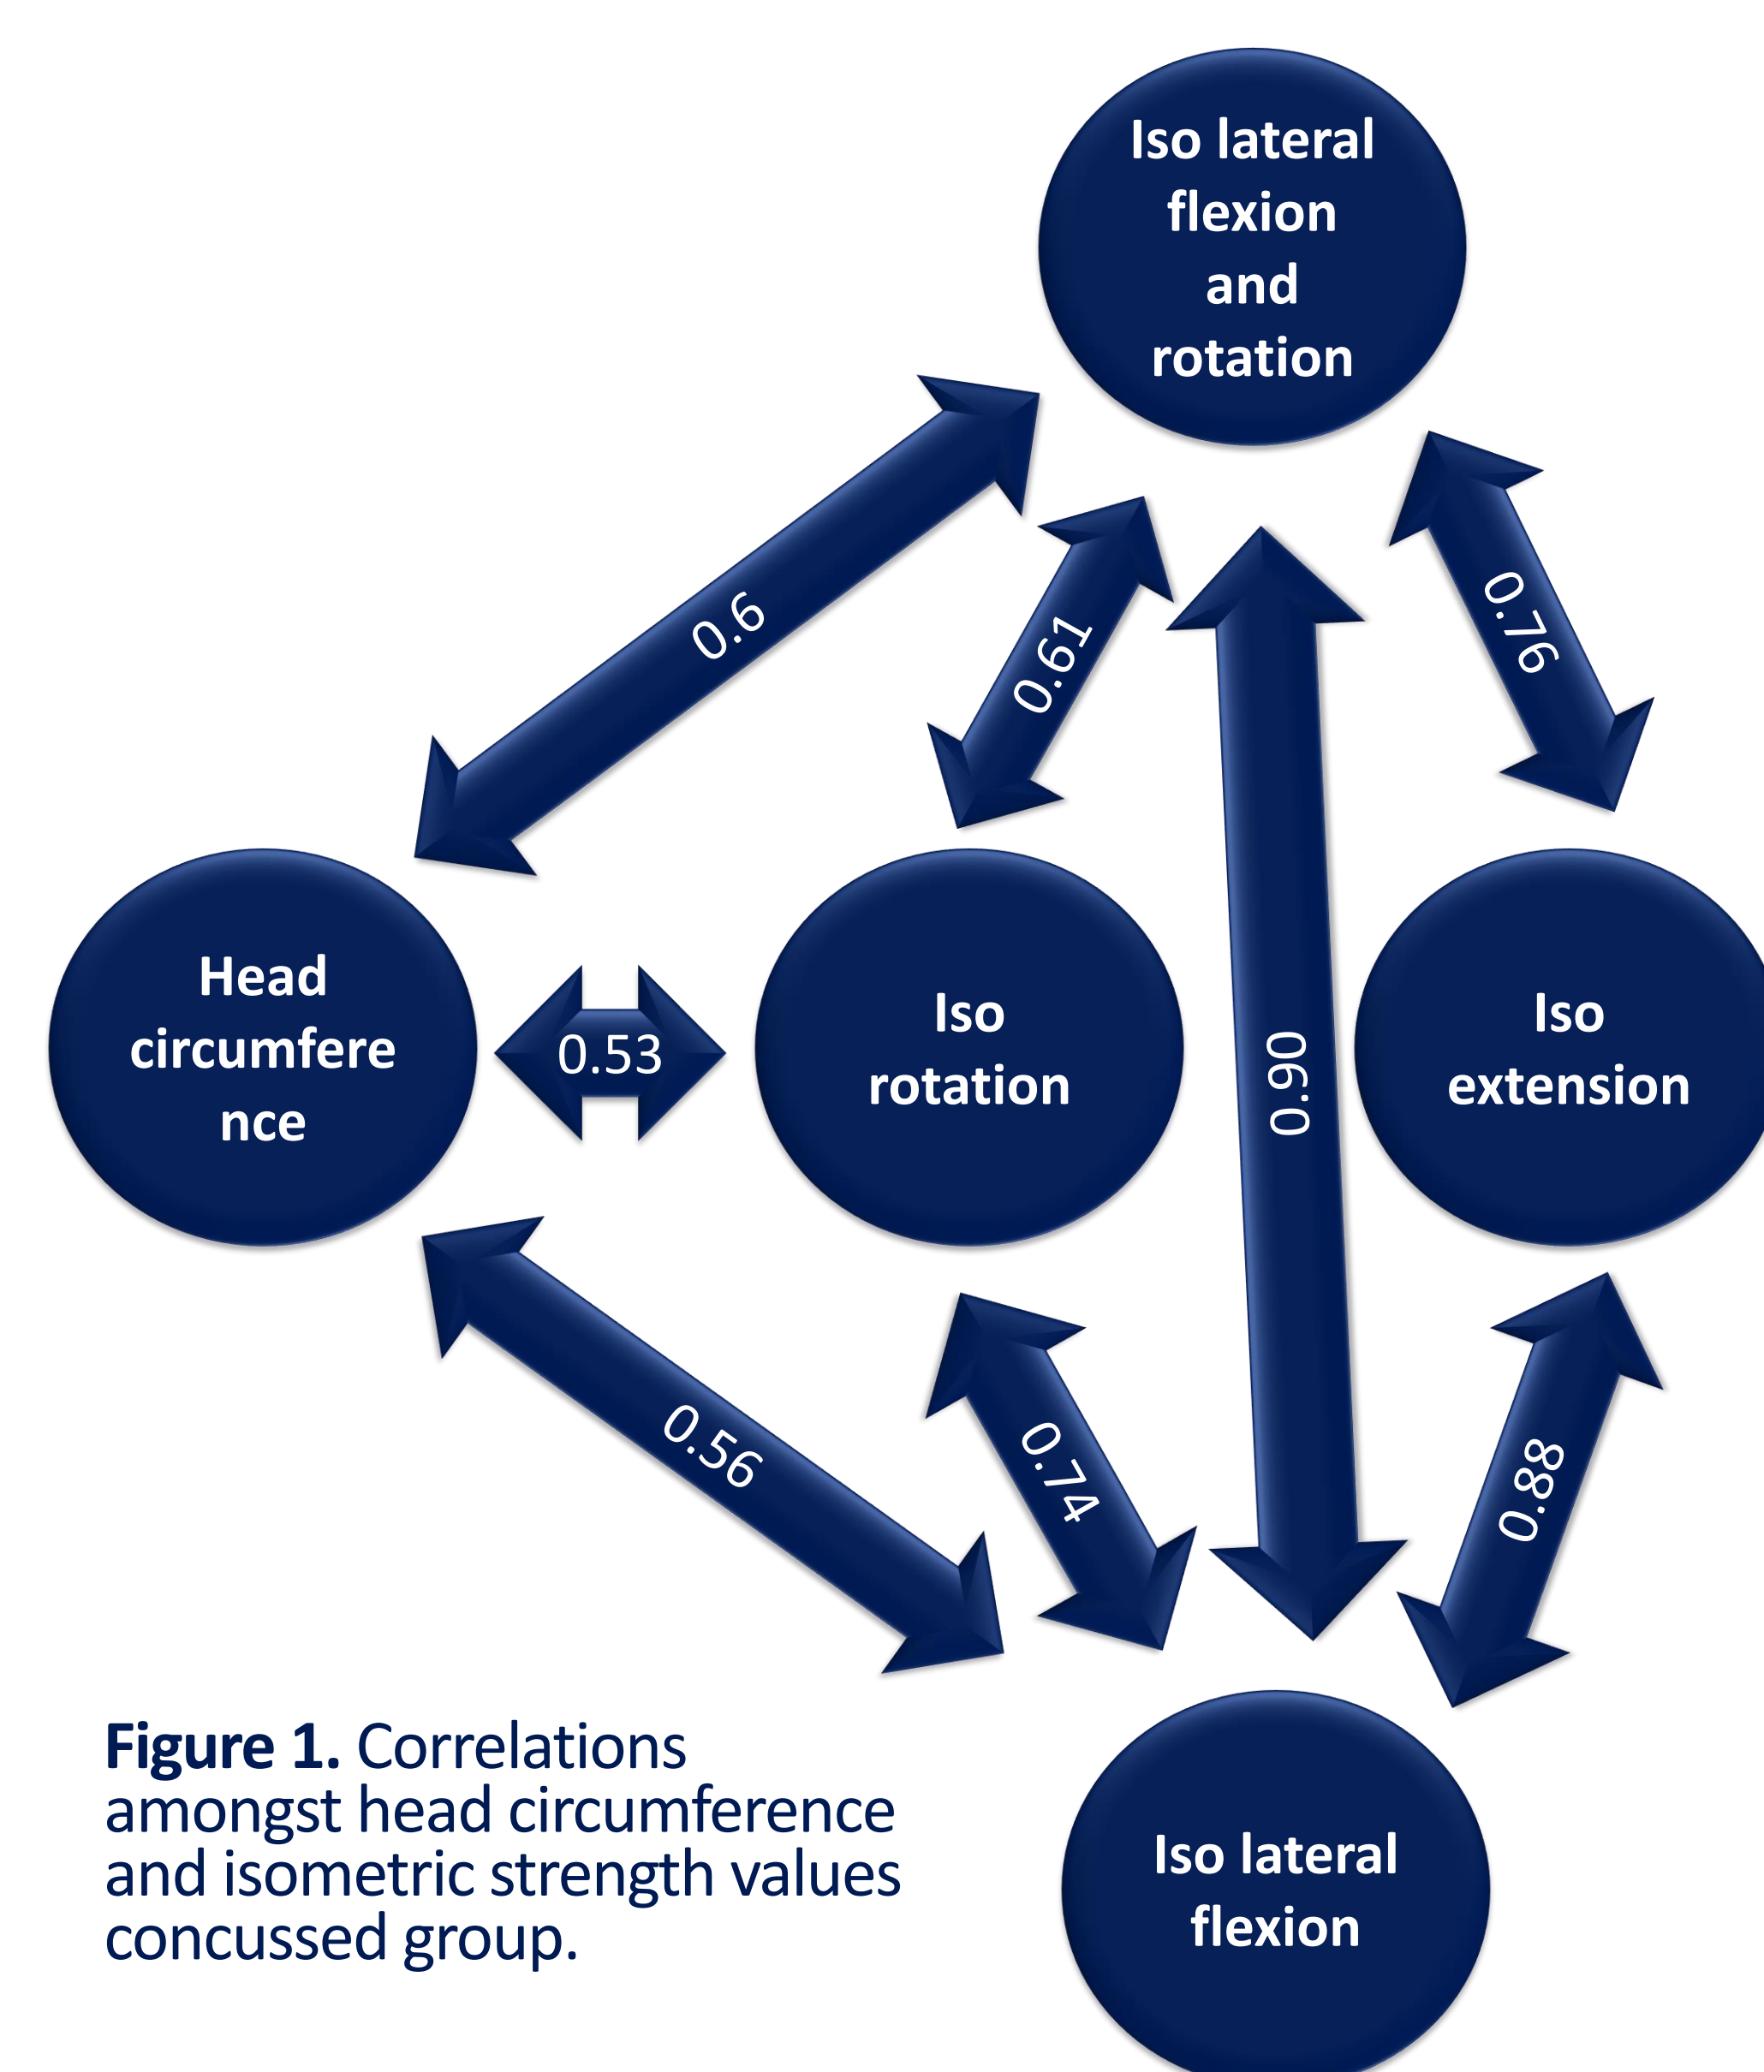 Iso lateral
flexion
and
rotation
0.6
0.61
0.76
Head
circumfere
nce
0.53
Iso
rotation
0.90
Iso
extension
0.56
0.74
0.88
Figure 1. Correlations
amongst head circumference
and isometric strength values
concussed group.
Iso lateral
flexion